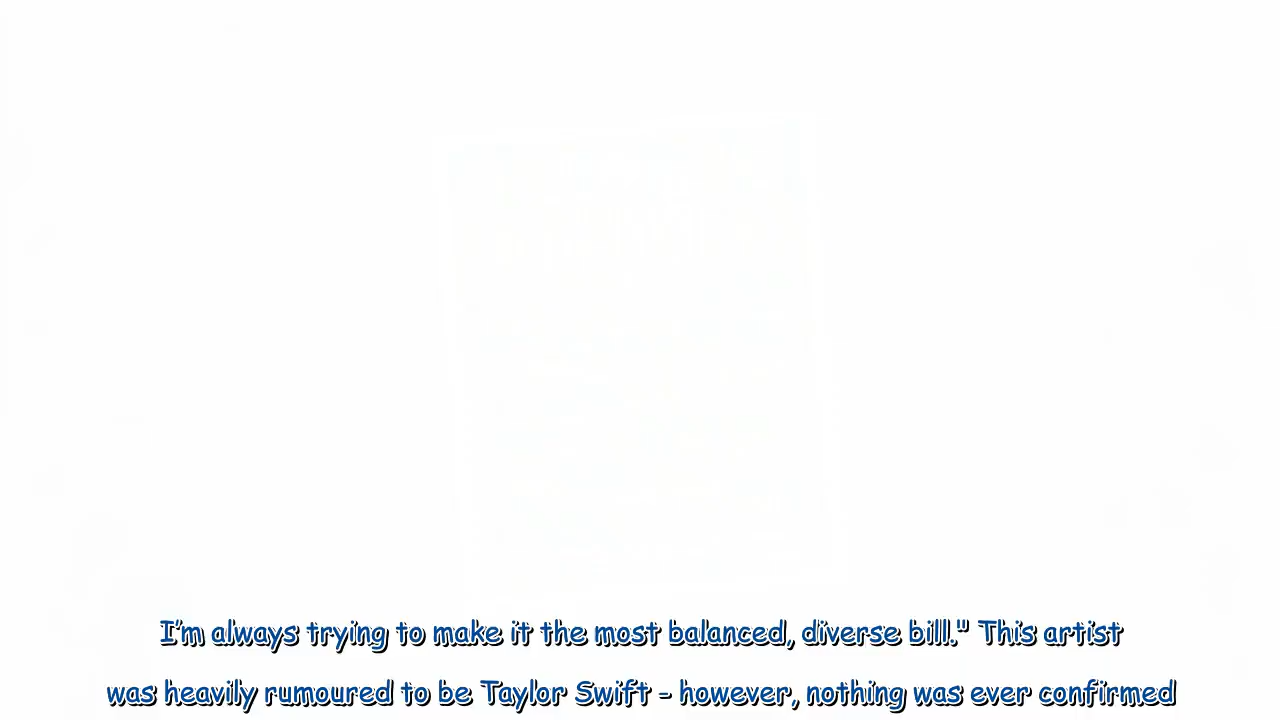 I'm always trying to make it the most balanced, diverse bill." This artist
was heavily rumoured to be Taylor Swift - however, nothing was ever confirmed